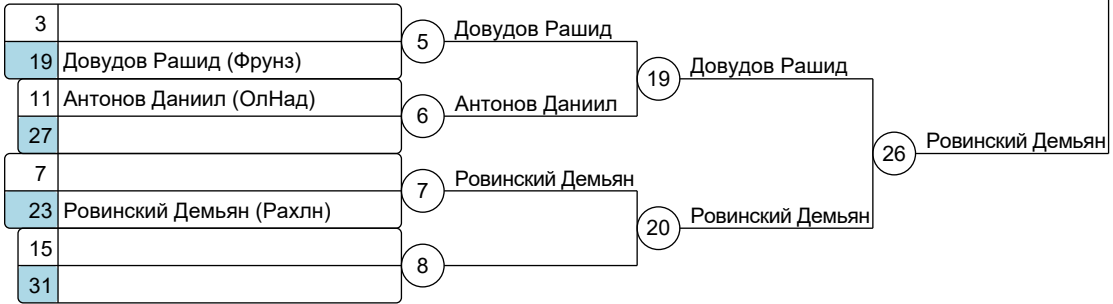 3
5
Довудов Рашид
19 Довудов Рашид (Фрунз)
19
Довудов Рашид
11 Антонов Даниил (ОлНад)
6
Антонов Даниил
27
26
Ровинский Демьян
7
7
Ровинский Демьян
23 Ровинский Демьян (Рахлн)
20
Ровинский Демьян
15
8
31